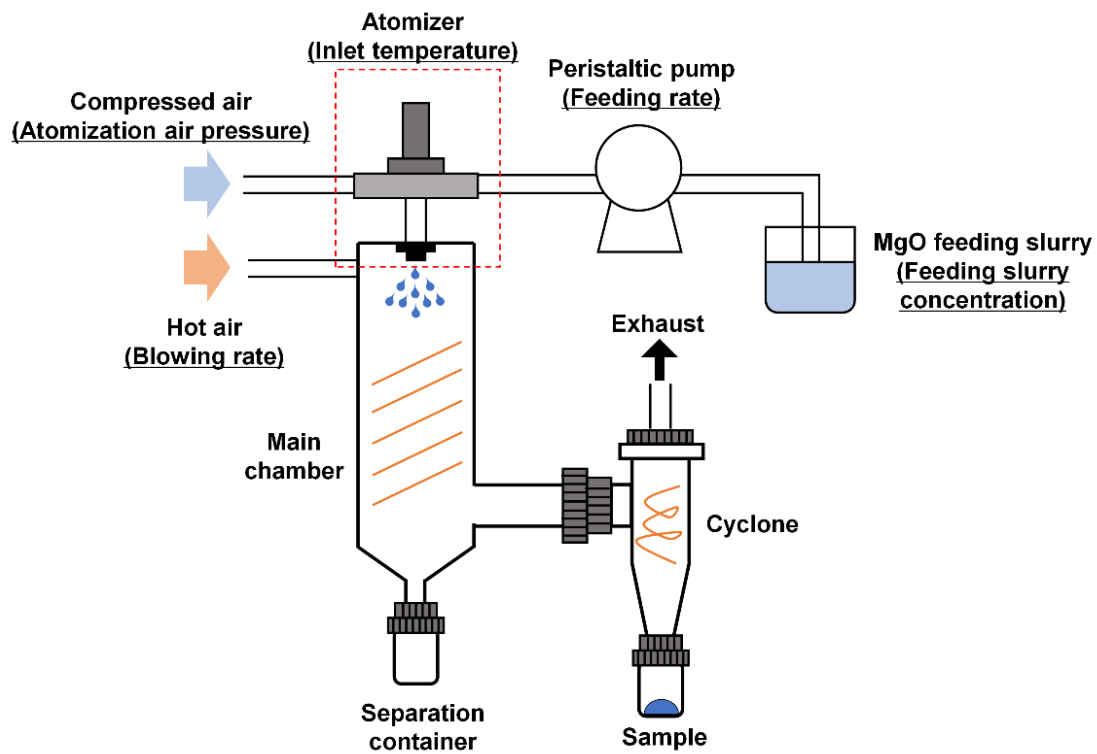 Atomizer
(Inlet temperature)
Peristaltic pump
(Feeding rate)
Compressed air
(Atomization air pressure)
MgO feeding slurry
(Feeding slurry
concentration)
Hot air
(Blowing rate)
Exhaust
Main
chamber
Cyclone
Separation
container
Sample